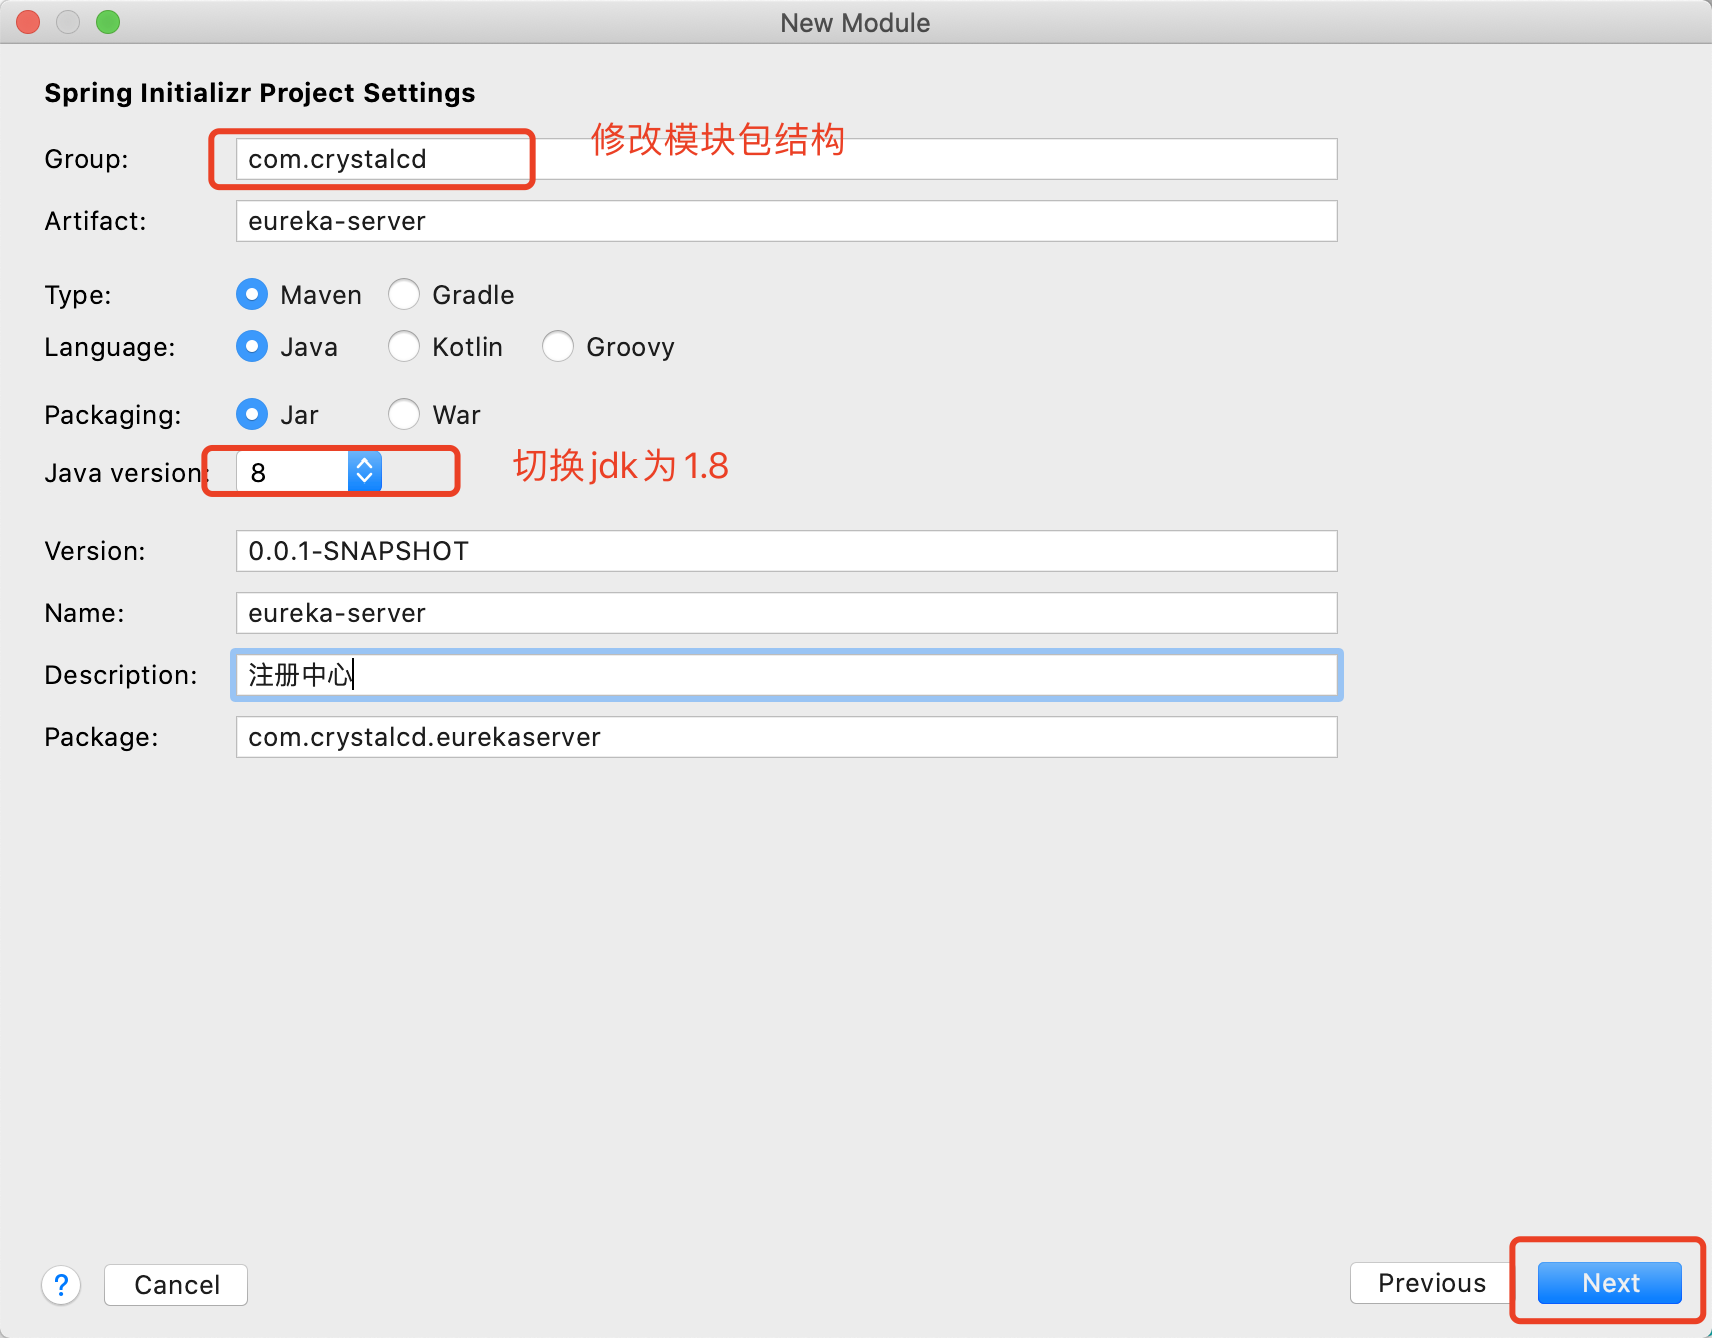 New Module
Spring Initializr Project Settings
Group: com.crystalcd 修改模块包结构
Artifact: eureka-server
Type: Maven Gradle
Language: Java Kotlin Groovy
Packaging: Jar War
Java version: 8 切换jdk为1.8
Version: 0.0.1-SNAPSHOT
Name: eureka-server
Description: 注册中心
Package: com.crystalcd.eurekaserver
? Cancel Previous Next